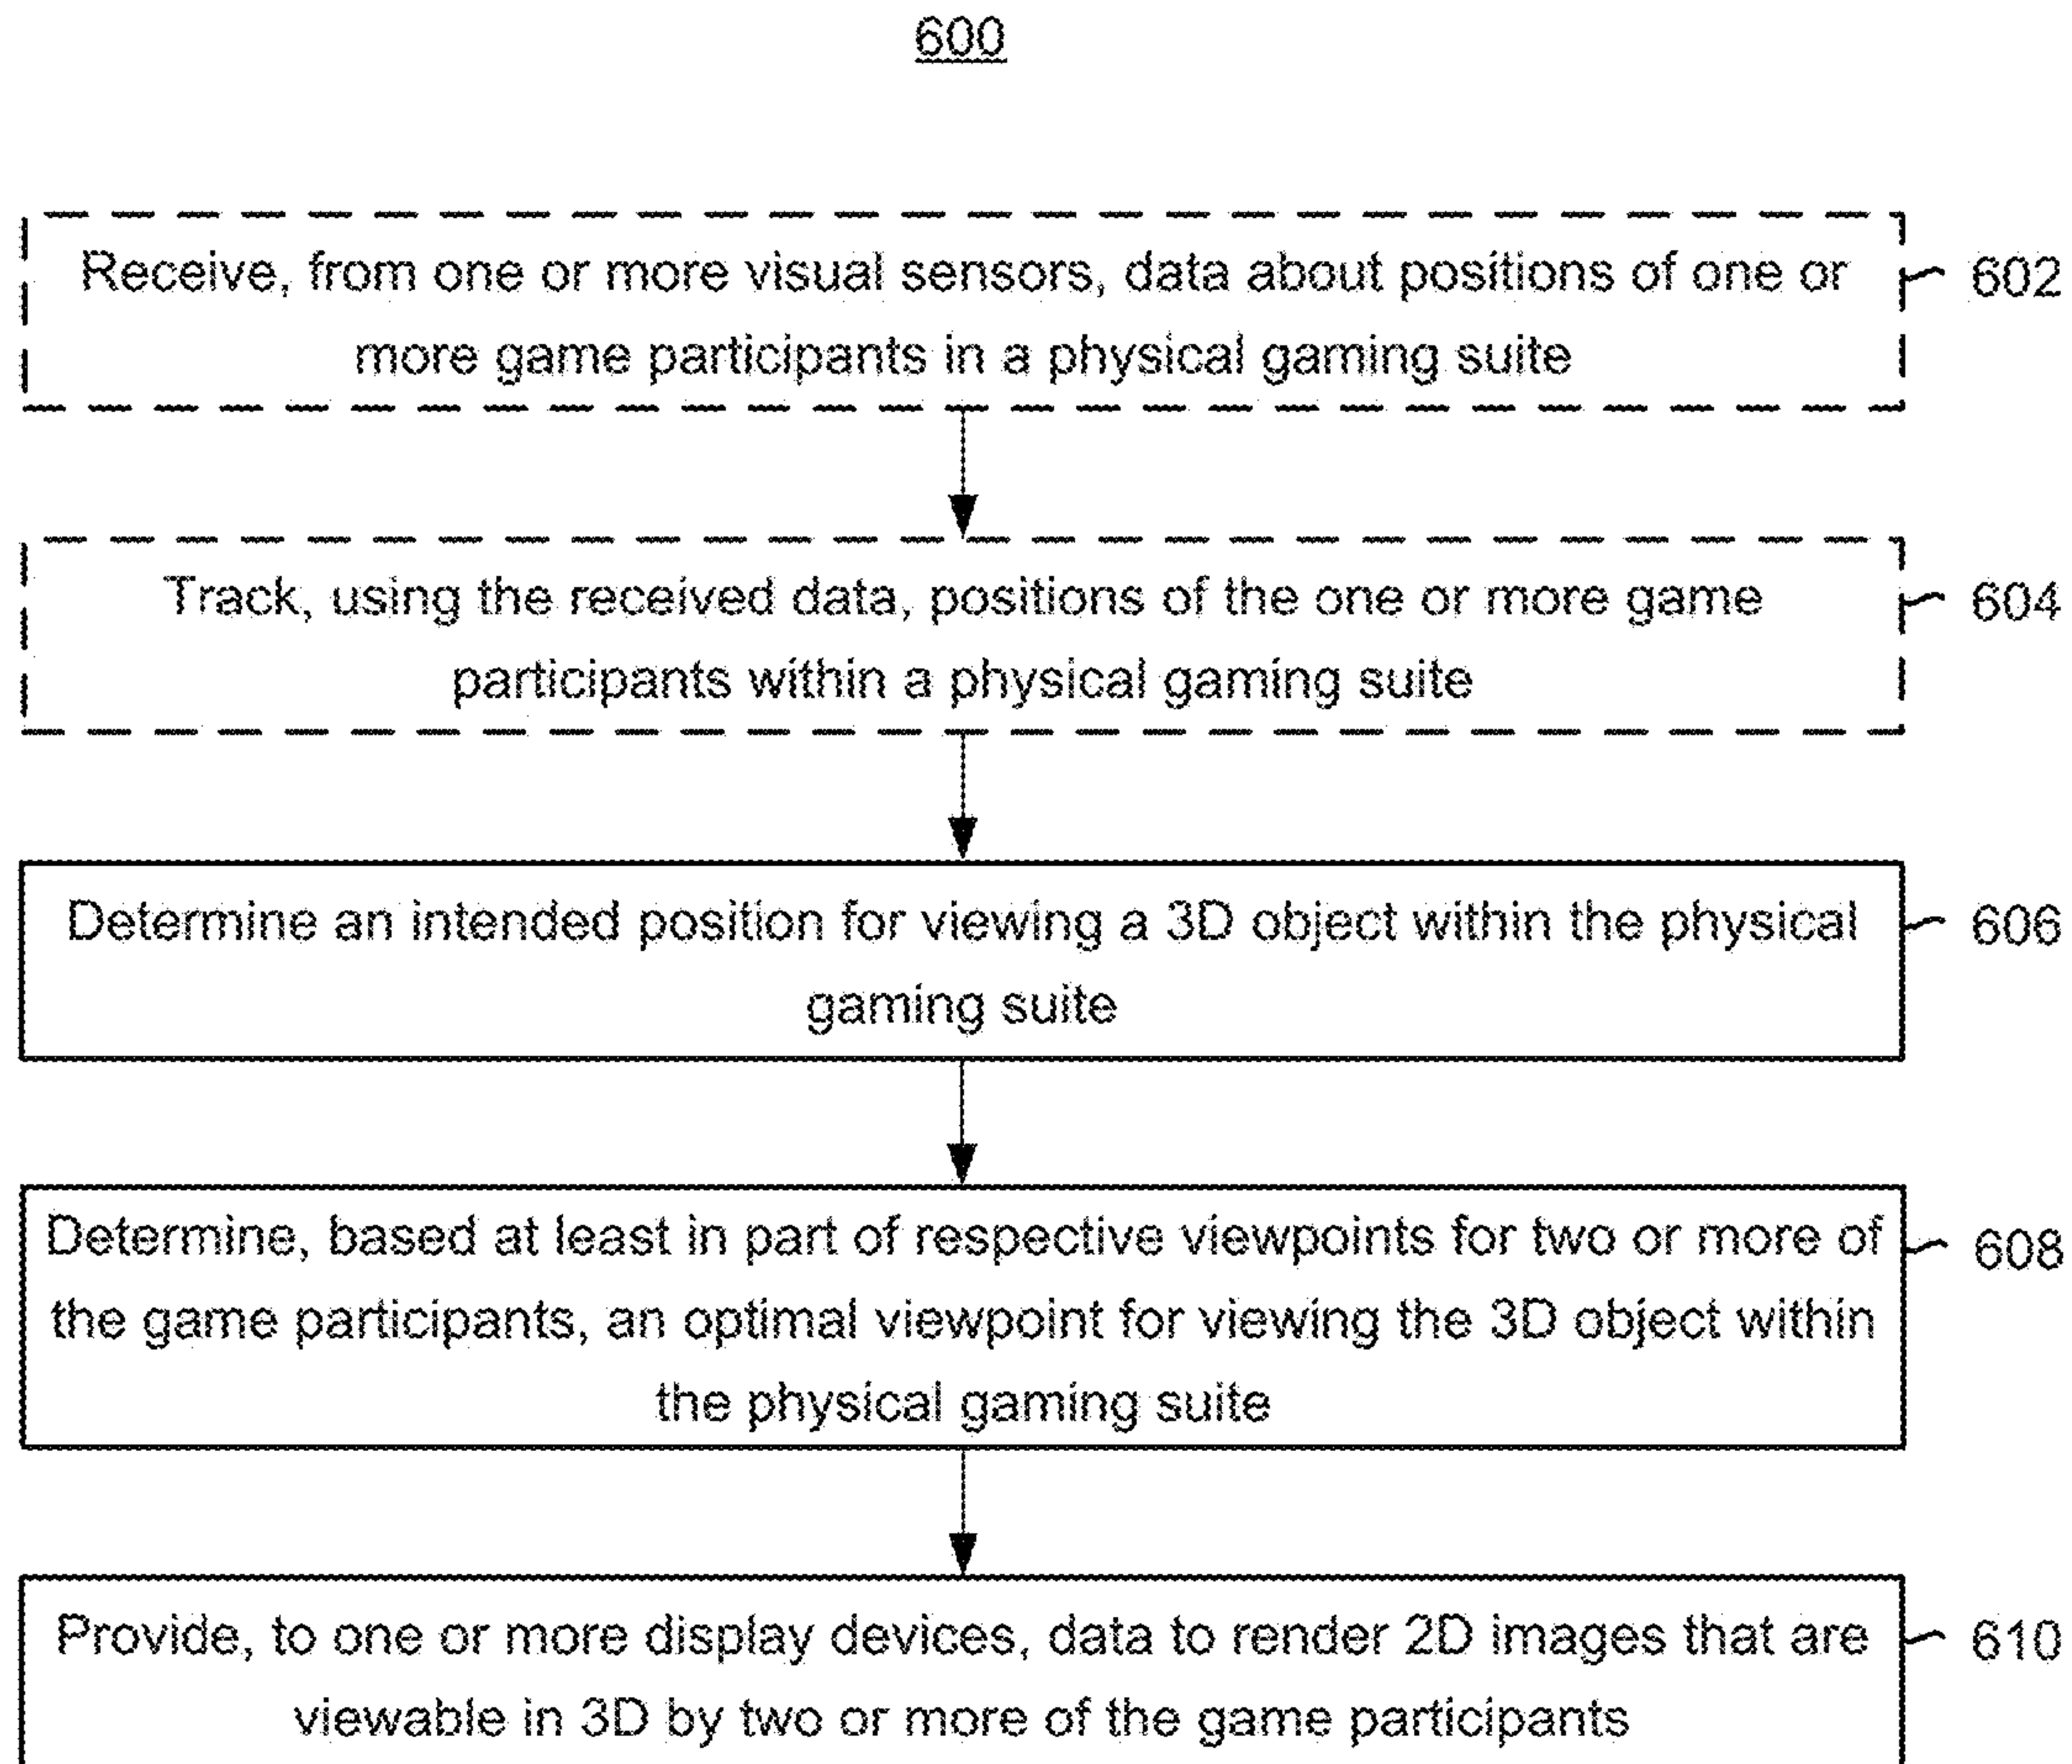 600
Receive, from one or more visual sensors, data about positions of one or
more game participants in a physical gaming suite
602
Track, using the received data, positions of the one or more game
participants within a physical gaming suite
604
Determine an intended position for viewing a 3D object within the physical
gaming suite
606
Determine, based at least in part of respective viewpoints for two or more of
the game participants, an optimal viewpoint for viewing the 3D object within
the physical gaming suite
608
Provide, to one or more display devices, data to render 2D images that are
viewable in 3D by two or more of the game participants
610